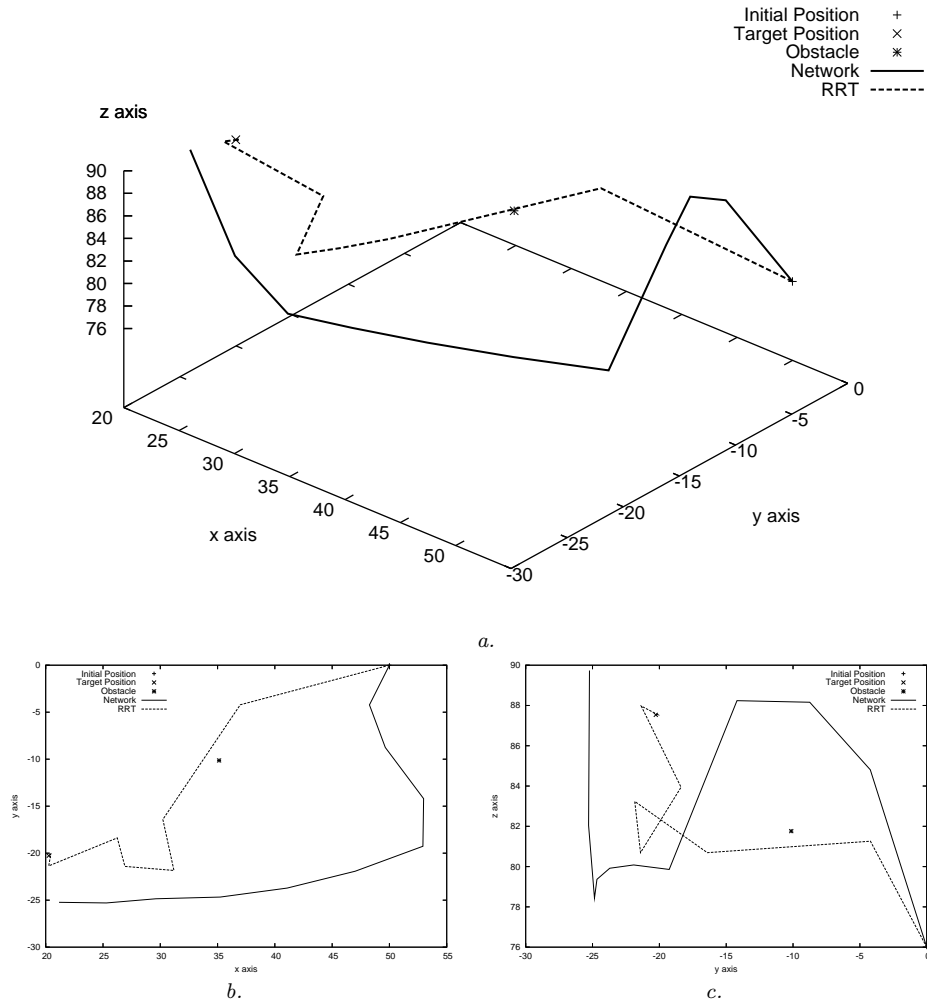 Initial Position
Target Position
Obstacle
Network
RRT
z axis
90
88
86
84
82
80
78
76
20
25
30
35
40
45
50
x axis
-30
-25
-20
-15
-10
-5
0
y axis
a.
Initial Position
Target Position
Obstacle
Network
RRT
0
-5
-10
-15
-20
-25
-30
y axis
20 25 30 35 40 45 50 55
x axis
b.
Initial Position
Target Position
Obstacle
Network
RRT
90
88
86
84
82
80
78
76
z axis
-30 -25 -20 -15 -10 -5 0
y axis
c.